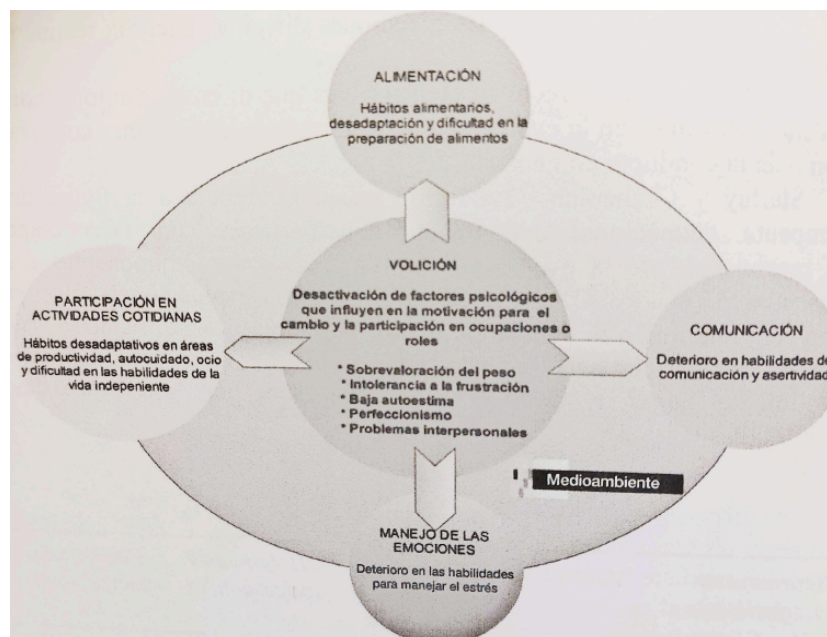 ALIMENTACIÓN
Hábitos alimentarios,
desadaptación y dificultad en la
preparación de alimentos
VOLICIÓN
Desactivación de factores psicológicos
que influyen en la motivación para el
cambio y la participación en ocupaciones o
roles
* Sobrevaloración del peso
* Intolerancia a la frustración
* Baja autoestima
* Perfeccionismo
* Problemas interpersonales
PARTICIPACIÓN EN
ACTIVIDADES COTIDIANAS
Hábitos desadaptativos en áreas
de productividad, autocuidado, ocio
y dificultad en las habilidades de la
vida indepeniente
COMUNICACIÓN
Deterioro en habilidades de
comunicación y asertividad
Medioambiente
MANEJO DE LAS
EMOCIONES
Deterioro en las habilidades
para manejar el estrés